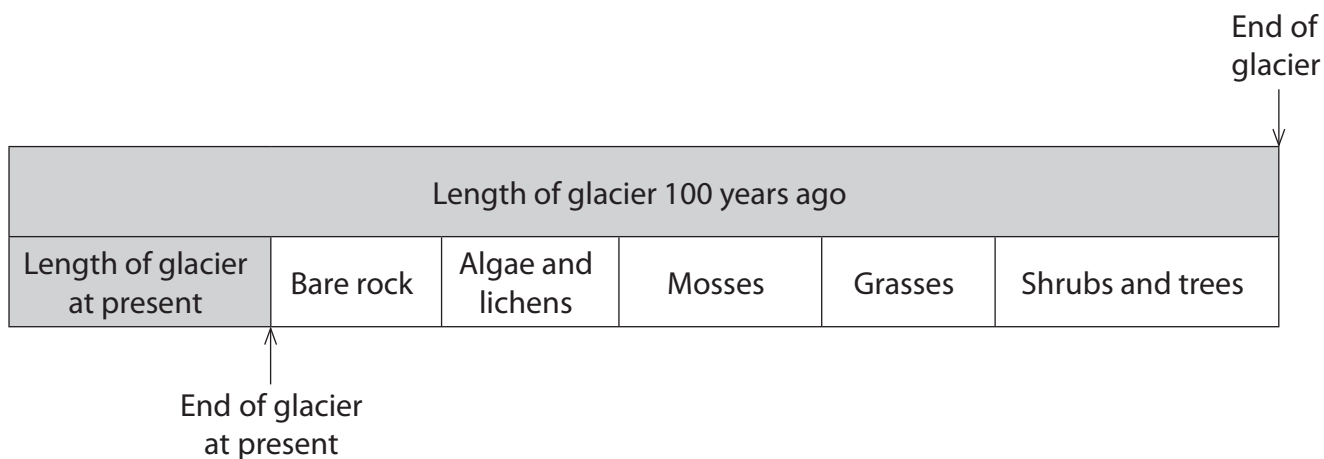 End of
glacier
Length of glacier 100 years ago
Length of glacier
at present
Bare rock
Algae and
lichens
Mosses
Grasses
Shrubs and trees
End of glacier
at present